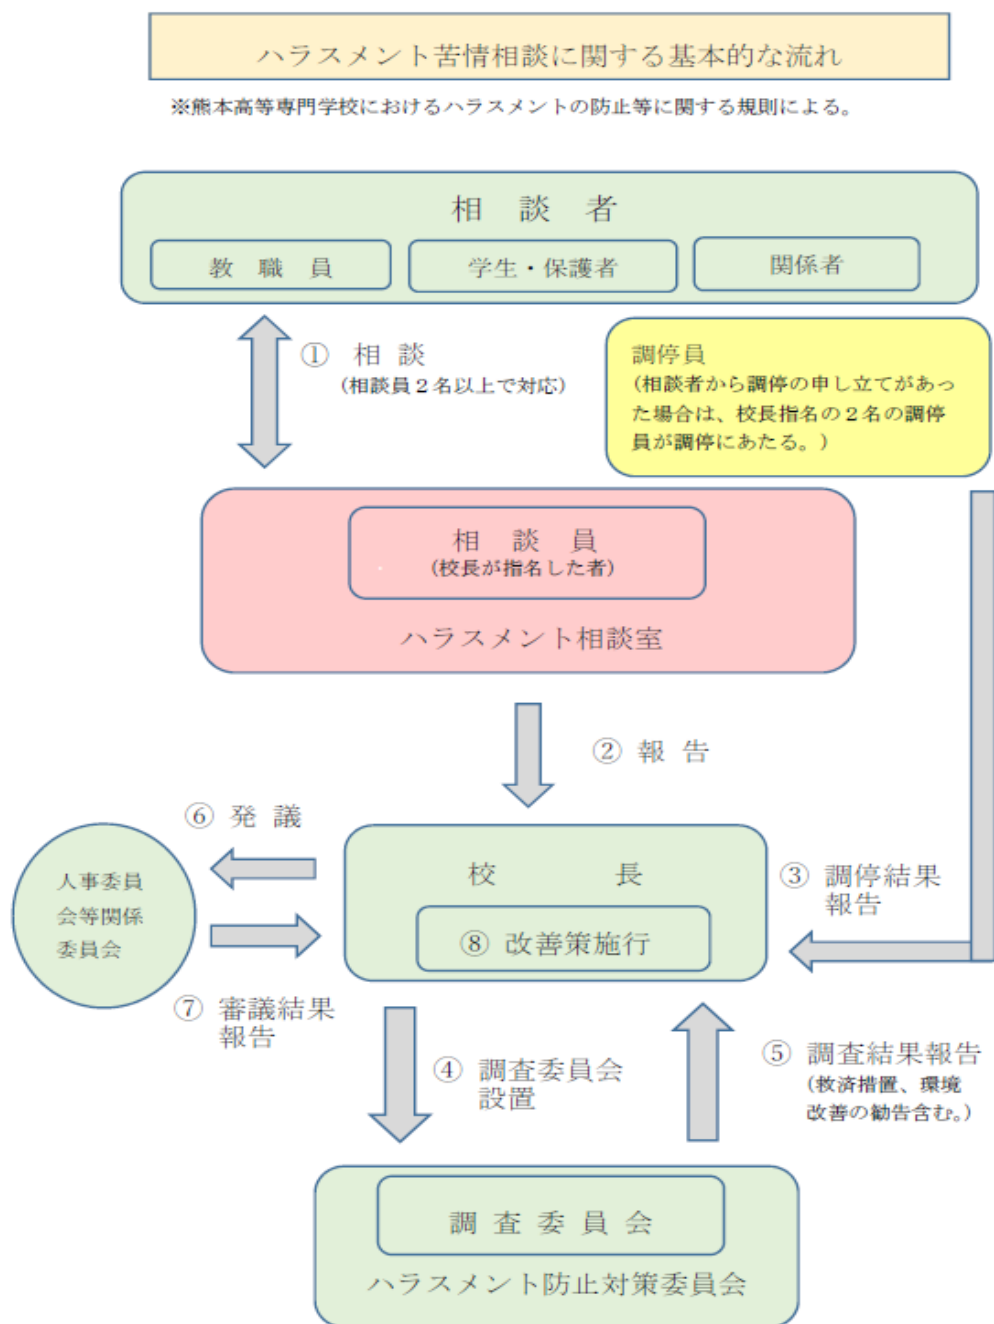 ハラスメント苦情相談に関する基本的な流れ
※熊本高等専門学校におけるハラスメントの防止等に関する規則による。
相 談 者
教 職 員
学生・保護者
関係者
① 相 談
(相談員２名以上で対応)
調停員
(相談者から調停の申し立てがあっ
た場合は、校長指名の２名の調停
員が調停にあたる。)
相 談 員
(校長が指名した者)
ハラスメント相談室
② 報 告
⑥ 発 議
人事委員
会等関係
委員会
校 長
⑧ 改善策施行
③ 調停結果
報告
⑦ 審議結果
報告
④ 調査委員会
設置
⑤ 調査結果報告
(救済措置、環境
改善の勧告含む。)
調 査 委 員 会
ハラスメント防止対策委員会